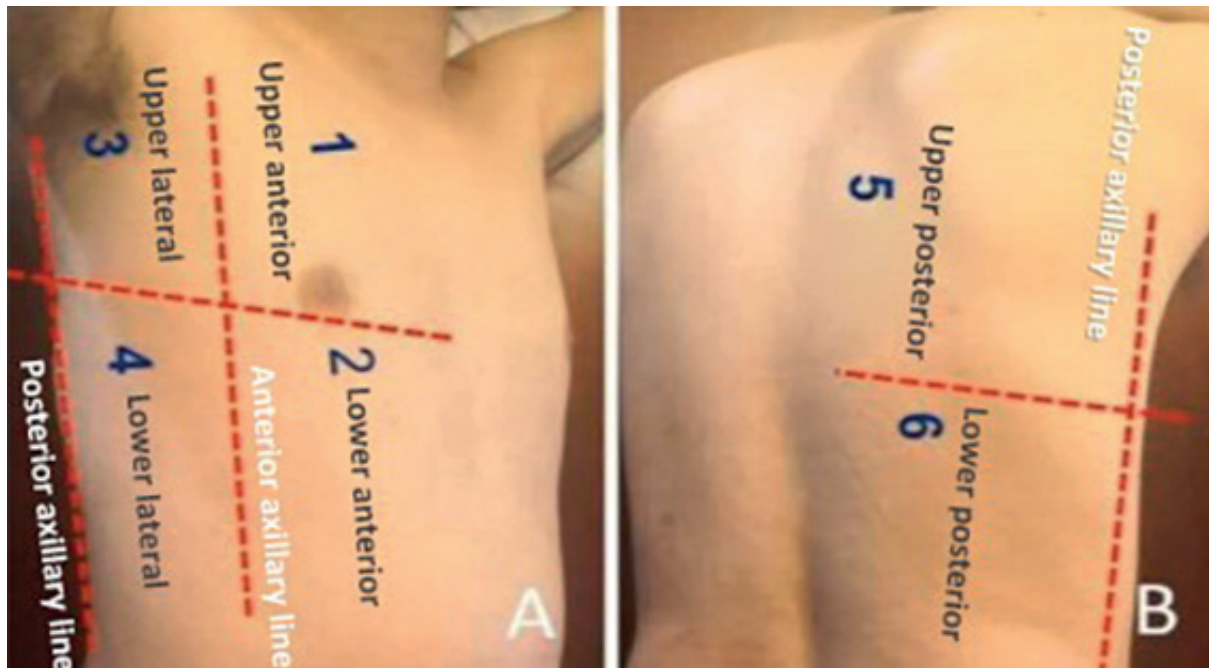 1
Upper anterior
3
Upper lateral
2 Lower anterior
4 Lower lateral
Anterior axillary line
Posterior axillary line
A
5
Upper posterior
6
Lower posterior
Posterior axillary line
B